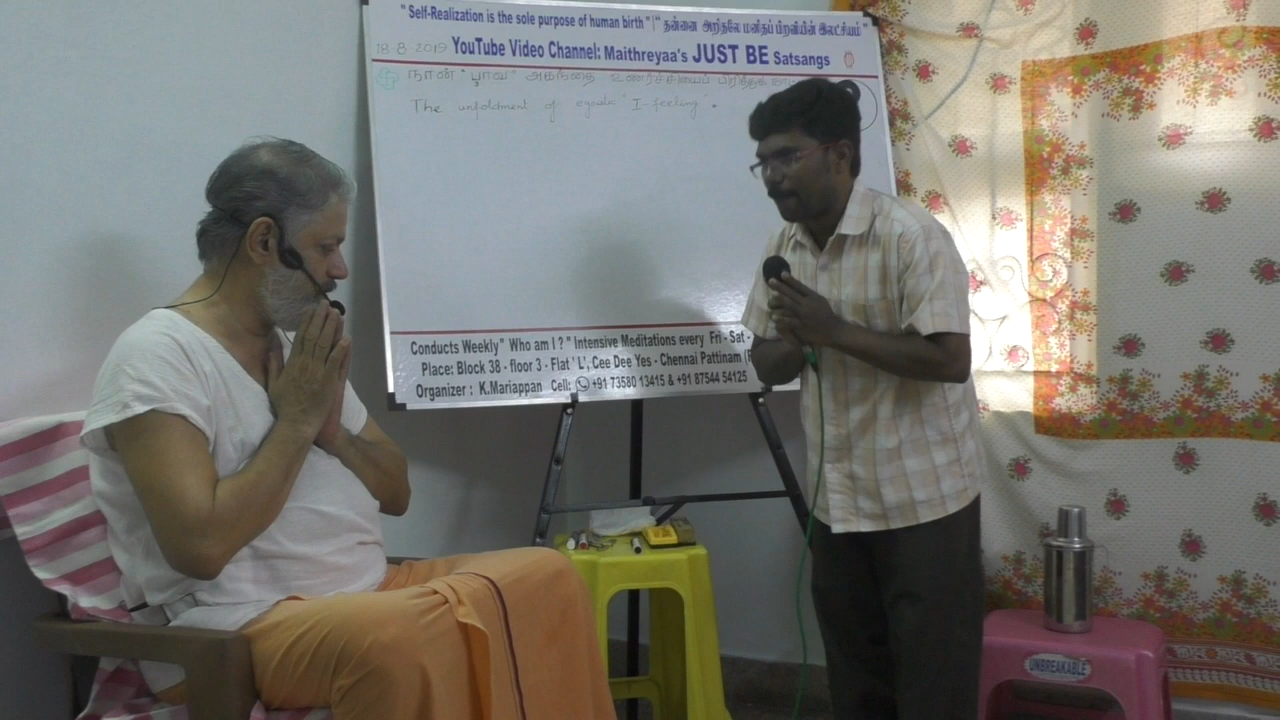 "Self-Realization is the sole purpose of human birth" | "தன்னை அறிதலே மனிதப் பிறவியின் இலட்சியம்"
18-8-2019 YouTube Video Channel: Maithreyaa's JUST BE Satsangs
நான் "பாவ" அகந்தை உணர்ச்சியைப் பிரித்துக்
The unfoldment of egoatic "I-feeling".
Conducts Weekly" Who am I ? " Intensive Meditations every Fri - Sat -
Place: Block 38 - floor 3 - Flat ' L', Cee Dee Yes - Chennai Pattinam
Organizer : K.Mariappan Cell: +91 73580 13415 & +91 87544 54125
UNBREAKABLE